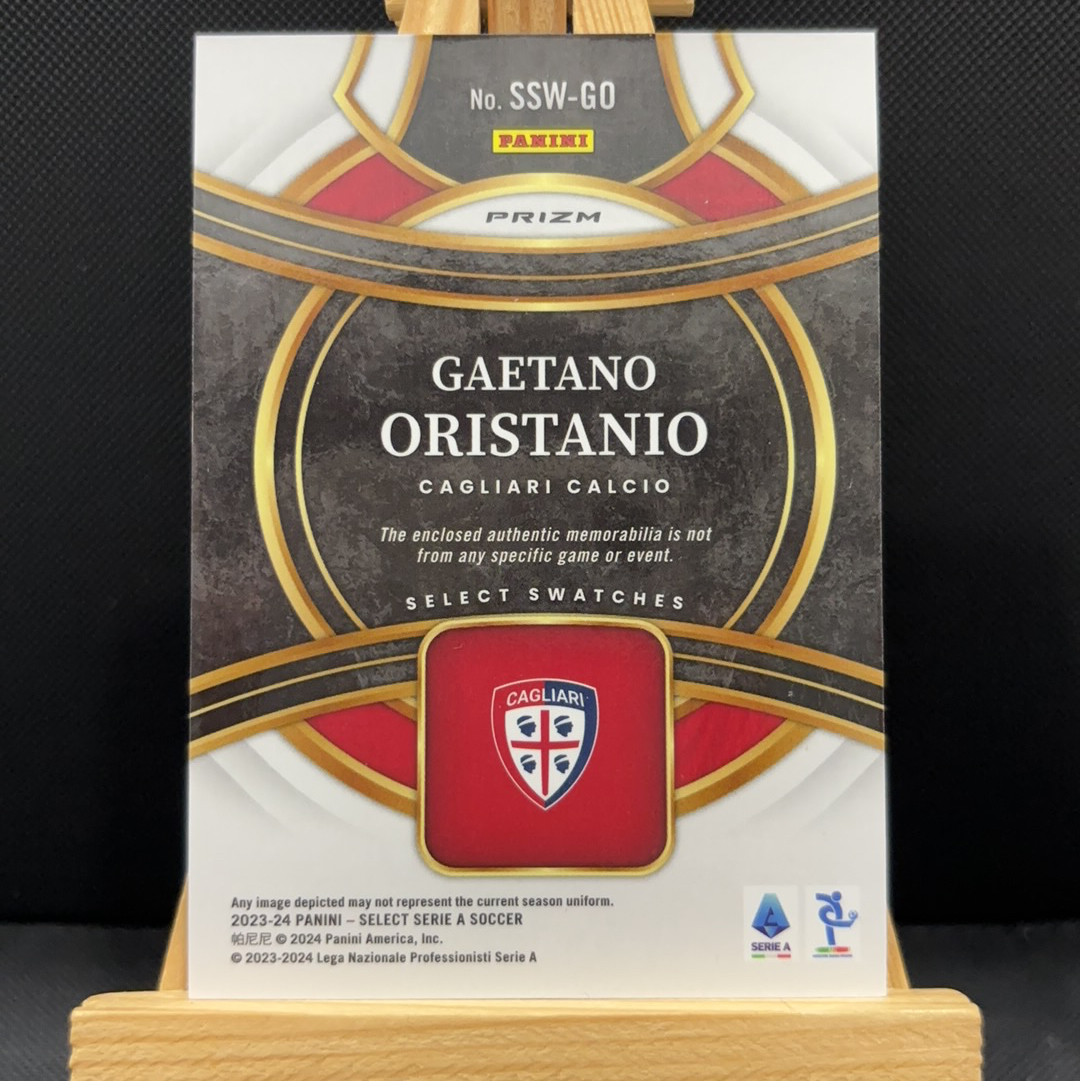 No. SSW-GO
PANINI
PRIZM
GAETANO
ORISTANIO
CAGLIARI CALCIO
The enclosed authentic memorabilia is not
from any specific game or event.
SELECT SWATCHES
CAGLIARI
Any image depicted may not represent the current season uniform.
2023-24 PANINI – SELECT SERIE A SOCCER
帕尼尼 © 2024 Panini America, Inc.
© 2023-2024 Lega Nazionale Professionisti Serie A
SERIE A